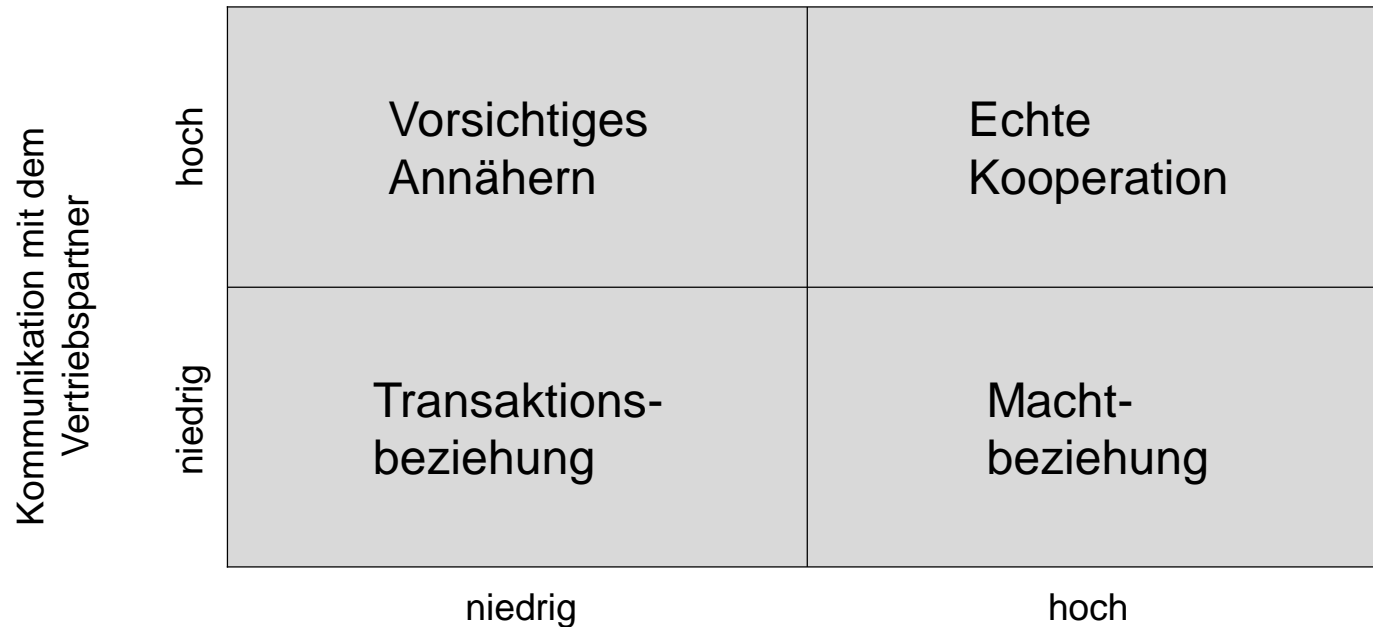 Kommunikation mit dem
Vertriebspartner
hoch
Vorsichtiges
Annähern
Echte
Kooperation
niedrig
Transaktions-
beziehung
Macht-
beziehung
niedrig
hoch